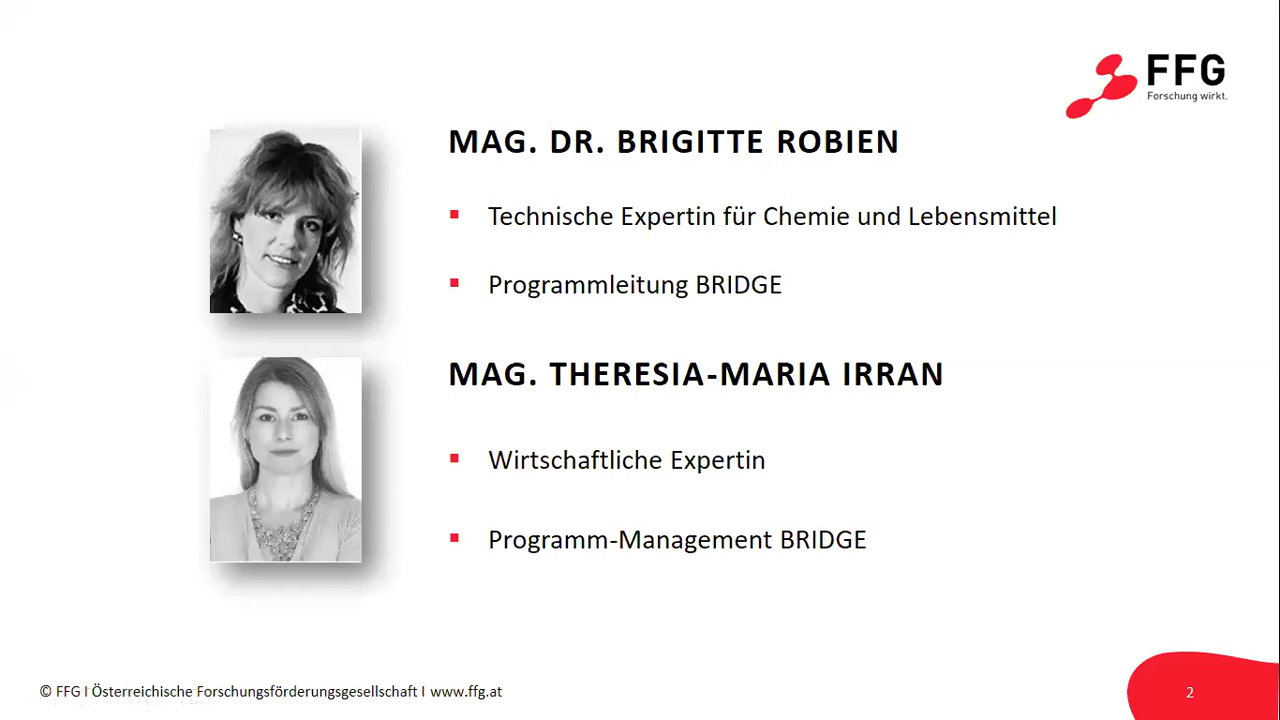 FFG
Forschung wirkt.
MAG. DR. BRIGITTE ROBIEN
▪ Technische Expertin für Chemie und Lebensmittel
▪ Programmleitung BRIDGE
MAG. THERESIA-MARIA IRRAN
▪ Wirtschaftliche Expertin
▪ Programm-Management BRIDGE
© FFG I Österreichische Forschungsförderungsgesellschaft I www.ffg.at
2